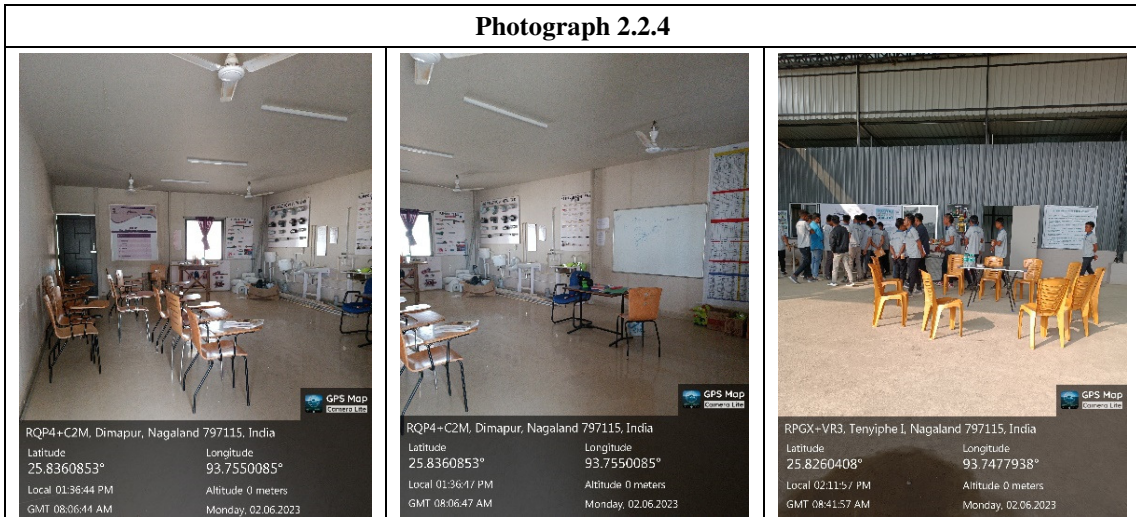 Photograph 2.2.4
GPS Map
Camera Lite
RQP4+C2M, Dimapur, Nagaland 797115, India
Latitude
Longitude
25.8360853°
93.7550085°
Local 01:36:44 PM
Altitude 0 meters
GMT 08:06:44 AM
Monday, 02.06.2023
GPS Map
Camera Lite
RQP4+C2M, Dimapur, Nagaland 797115, India
Latitude
Longitude
25.8360853°
93.7550085°
Local 01:36:47 PM
Altitude 0 meters
GMT 08:06:47 AM
Monday, 02.06.2023
GPS Map
Camera Lite
RPGX+VR3, Tenyiphe I, Nagaland 797115, India
Latitude
Longitude
25.8260408°
93.7477938°
Local 02:11:57 PM
Altitude 0 meters
GMT 08:41:57 AM
Monday, 02.06.2023